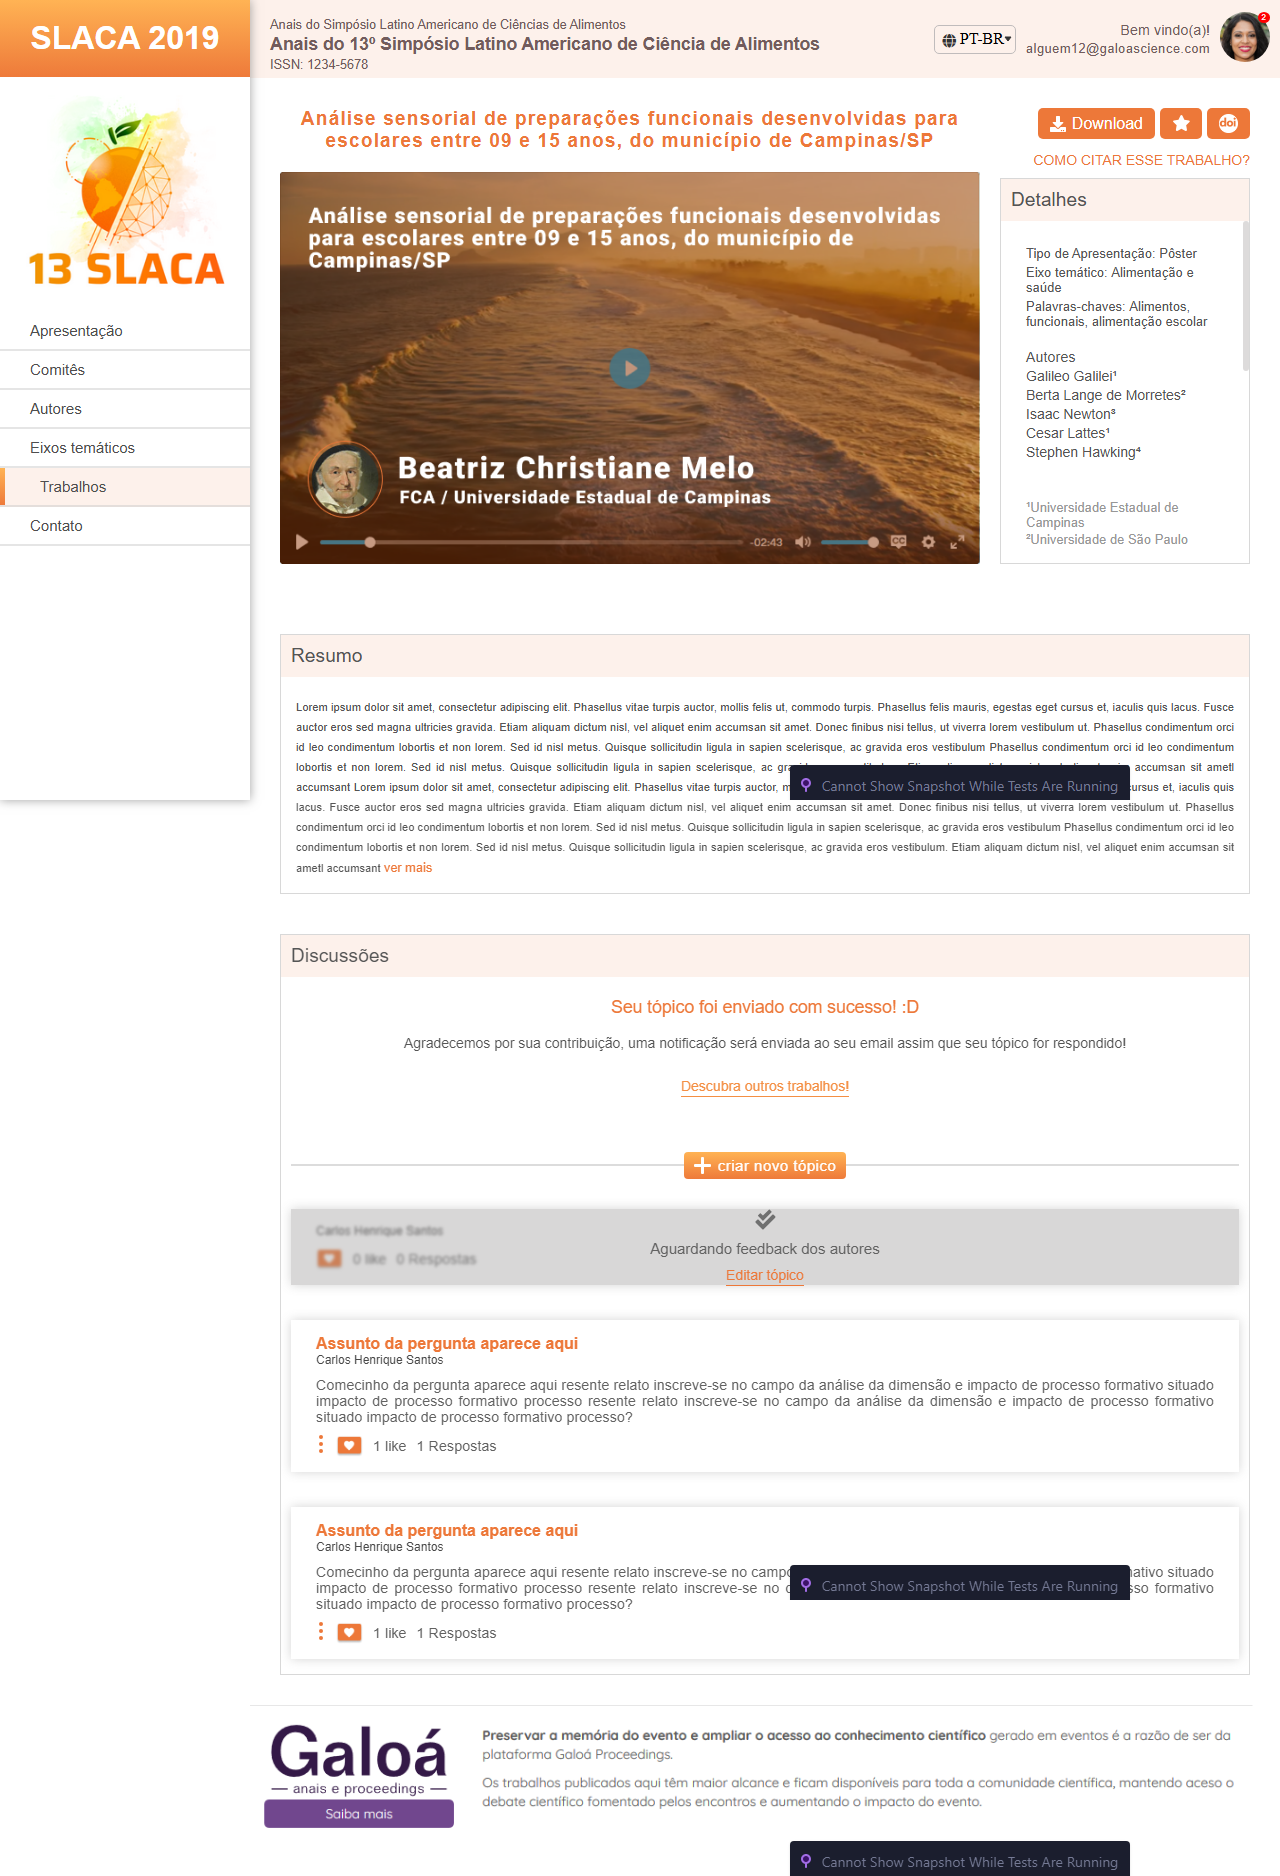 SLACA 2019
Anais do Simpósio Latino Americano de Ciências de Alimentos
Anais do 13º Simpósio Latino Americano de Ciência de Alimentos
ISSN: 1234-5678
PT-BR
Bem vindo(a)!
alguem12@galoascience.com
2
13 SLACA
Apresentação
Comitês
Autores
Eixos temáticos
Trabalhos
Contato
Análise sensorial de preparações funcionais desenvolvidas para
escolares entre 09 e 15 anos, do município de Campinas/SP
Download
doi
COMO CITAR ESSE TRABALHO?
Análise sensorial de preparações funcionais desenvolvidas
para escolares entre 09 e 15 anos, do município de
Campinas/SP
Beatriz Christiane Melo
FCA / Universidade Estadual de Campinas
-02:43
CC
Detalhes
Tipo de Apresentação: Pôster
Eixo temático: Alimentação e
saúde
Palavras-chaves: Alimentos,
funcionais, alimentação escolar
Autores
Galileo Galilei¹
Berta Lange de Morretes²
Isaac Newton³
Cesar Lattes¹
Stephen Hawking⁴
¹Universidade Estadual de
Campinas
²Universidade de São Paulo
Resumo
Lorem ipsum dolor sit amet, consectetur adipiscing elit. Phasellus vitae turpis auctor, mollis felis ut, commodo turpis. Phasellus felis mauris, egestas eget cursus et, iaculis quis lacus. Fusce
auctor eros sed magna ultricies gravida. Etiam aliquam dictum nisl, vel aliquet enim accumsan sit amet. Donec finibus nisi tellus, ut viverra lorem vestibulum ut. Phasellus condimentum orci
id leo condimentum lobortis et non lorem. Sed id nisl metus. Quisque sollicitudin ligula in sapien scelerisque, ac gravida eros vestibulum Phasellus condimentum orci id leo condimentum
lobortis et non lorem. Sed id nisl metus. Quisque sollicitudin ligula in sapien scelerisque, ac accumsan sit ametl
accumsant Lorem ipsum dolor sit amet, consectetur adipiscing elit. Phasellus vitae turpis auctor, cursus et, iaculis quis
Cannot Show Snapshot While Tests Are Running
lacus. Fusce auctor eros sed magna ultricies gravida. Etiam aliquam dictum nisl, vel aliquet enim accumsan sit amet. Donec finibus nisi tellus, ut viverra lorem vestibulum ut. Phasellus
condimentum orci id leo condimentum lobortis et non lorem. Sed id nisl metus. Quisque sollicitudin ligula in sapien scelerisque, ac gravida eros vestibulum Phasellus condimentum orci id leo
condimentum lobortis et non lorem. Sed id nisl metus. Quisque sollicitudin ligula in sapien scelerisque, ac gravida eros vestibulum. Etiam aliquam dictum nisl, vel aliquet enim accumsan sit
ametl accumsant ver mais
Discussões
Seu tópico foi enviado com sucesso! :D
Agradecemos por sua contribuição, uma notificação será enviada ao seu email assim que seu tópico for respondido!
Descubra outros trabalhos!
criar novo tópico
Carlos Henrique Santos
0 like 0 Respostas
Aguardando feedback dos autores
Editar tópico
Assunto da pergunta aparece aqui
Carlos Henrique Santos
Comecinho da pergunta aparece aqui resente relato inscreve-se no campo da análise da dimensão e impacto de processo formativo situado
impacto de processo formativo processo resente relato inscreve-se no campo da análise da dimensão e impacto de processo formativo
situado impacto de processo formativo processo?
1 like 1 Respostas
Assunto da pergunta aparece aqui
Carlos Henrique Santos
Comecinho da pergunta aparece aqui resente relato inscreve-se no situado
impacto de processo formativo processo resente relato inscreve-se no formativo
situado impacto de processo formativo processo?
Cannot Show Snapshot While Tests Are Running
1 like 1 Respostas
Galoá
anais e proceedings
Saiba mais
Preservar a memória do evento e ampliar o acesso ao conhecimento científico gerado em eventos é a razão de ser da
plataforma Galoá Proceedings.
Os trabalhos publicados aqui têm maior alcance e ficam disponíveis para toda a comunidade científica, mantendo aceso o
debate científico fomentado pelos encontros e aumentando o impacto do evento.
Cannot Show Snapshot While Tests Are Running